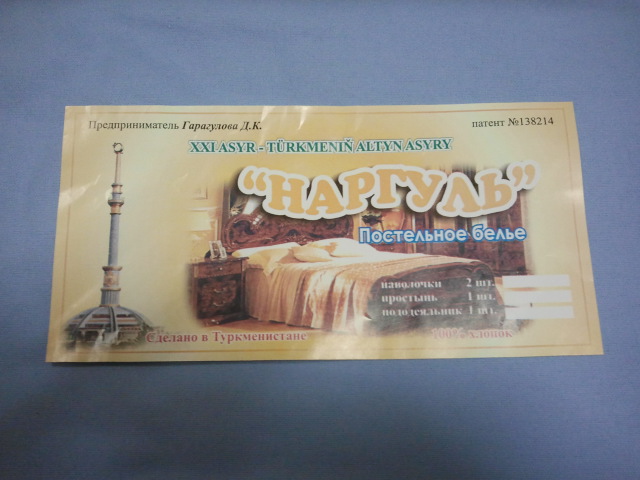 Предприниматель Гарагулова Д.К.
патент №138214
XXI ASYR - TÜRKMENIŇ ALTYN ASYRY
"НАРГУЛЬ"
Постельное белье
наволочки 2 шт.
простынь 1 шт.
пододеяльник 1 шт.
Сделано в Туркменистане
100% хлопок